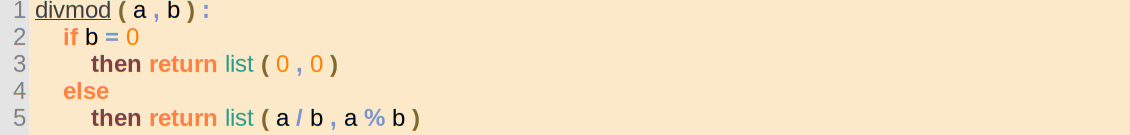 1 divmod ( a , b ) :
2 if b = 0
3 then return list ( 0 , 0 )
4 else
5 then return list ( a / b , a % b )